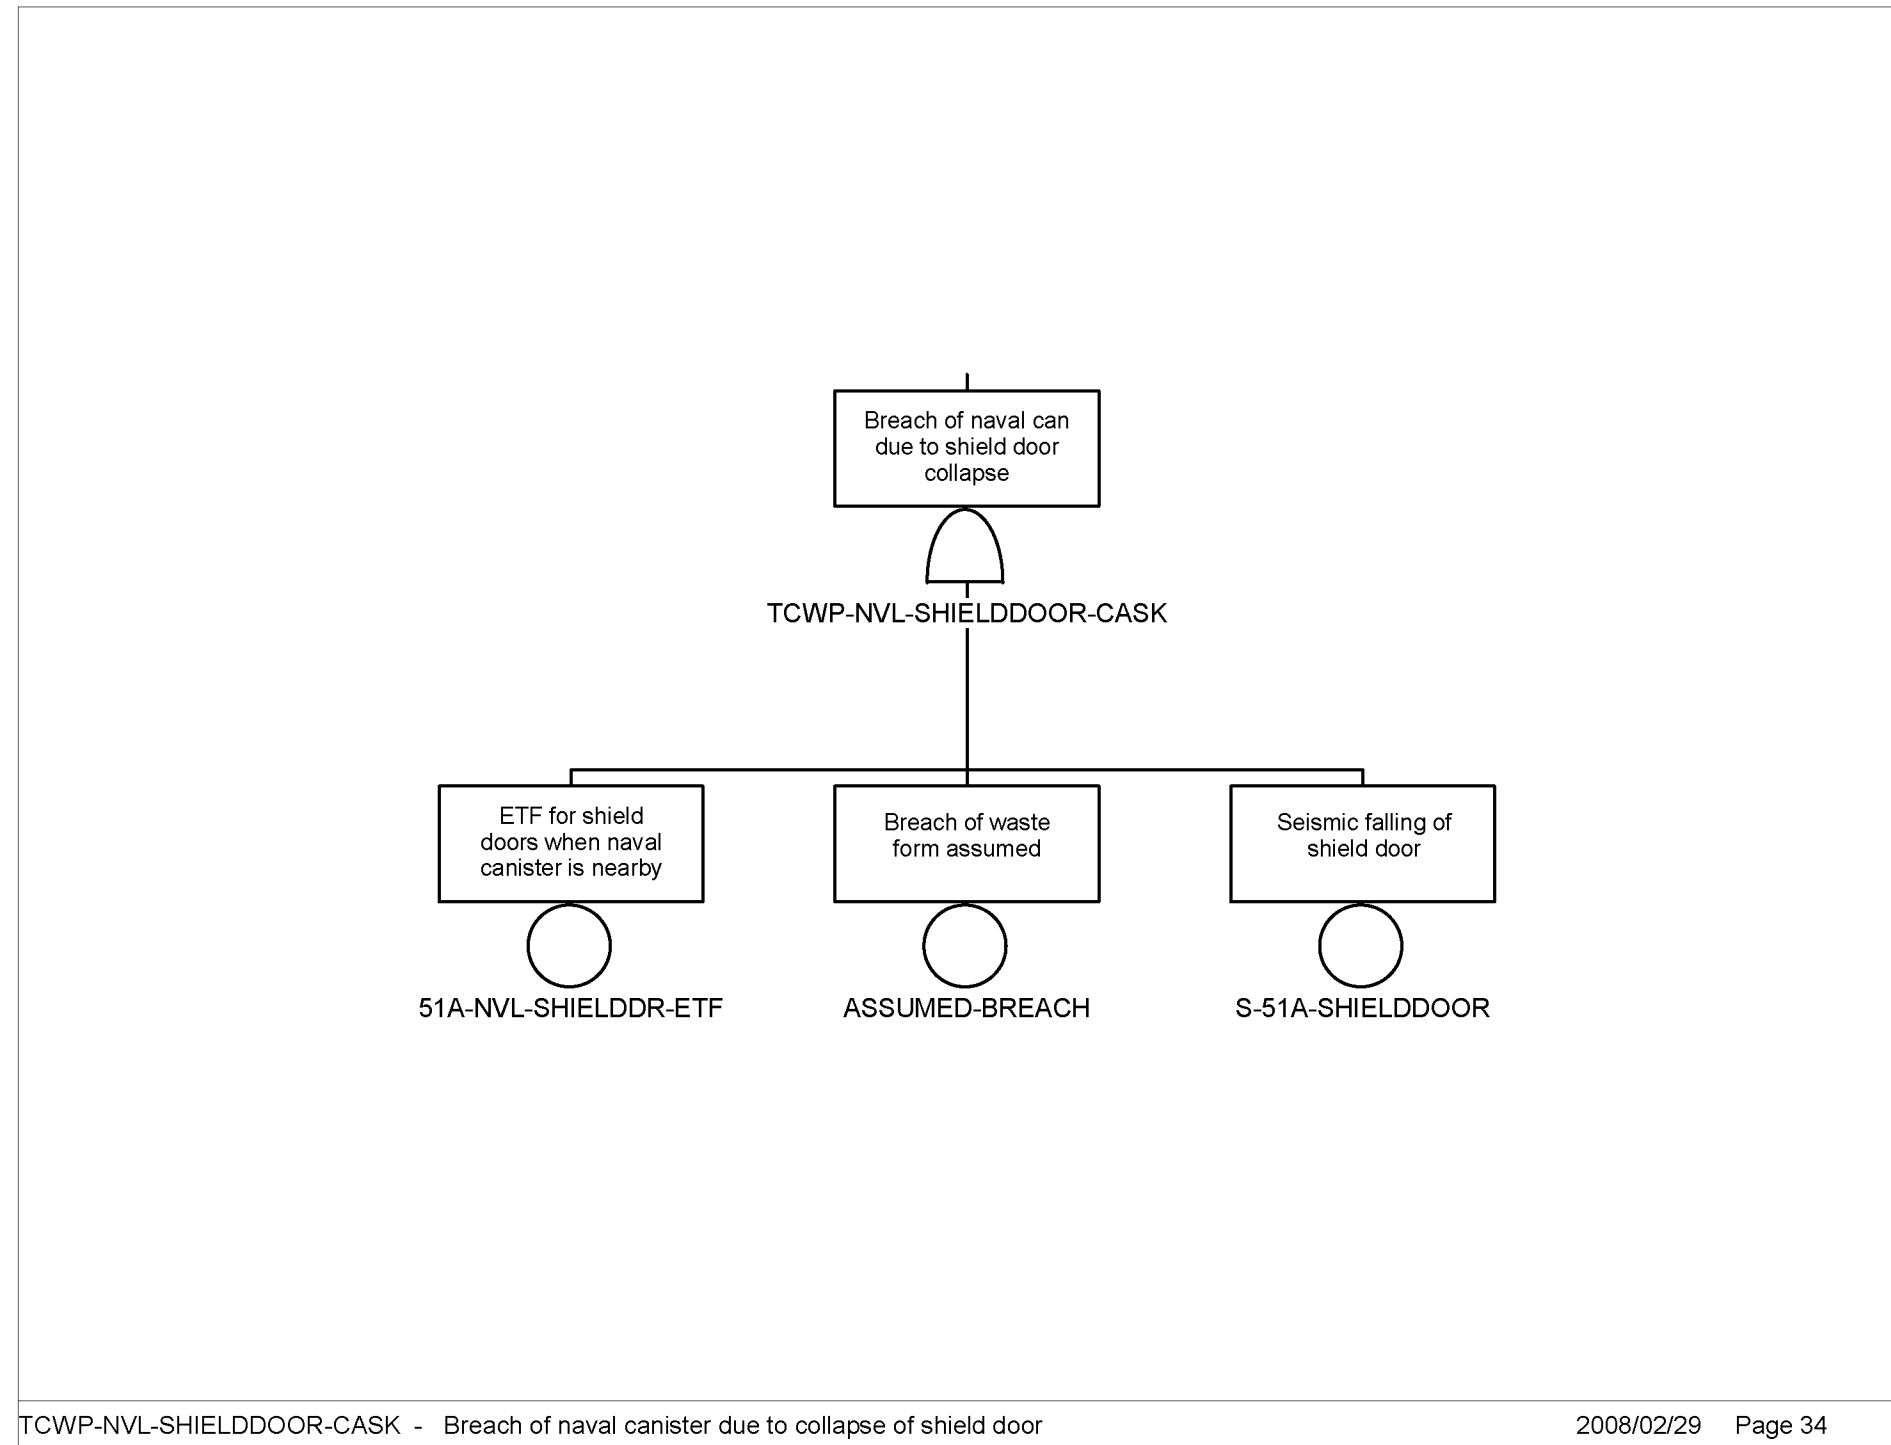 Breach of naval can
due to shield door
collapse
TCWP-NVL-SHIELDDOOR-CASK
ETF for shield
doors when naval
canister is nearby
51A-NVL-SHIELDDR-ETF
Breach of waste
form assumed
ASSUMED-BREACH
Seismic falling of
shield door
S-51A-SHIELDDOOR
TCWP-NVL-SHIELDDOOR-CASK - Breach of naval canister due to collapse of shield door
2008/02/29 Page 34